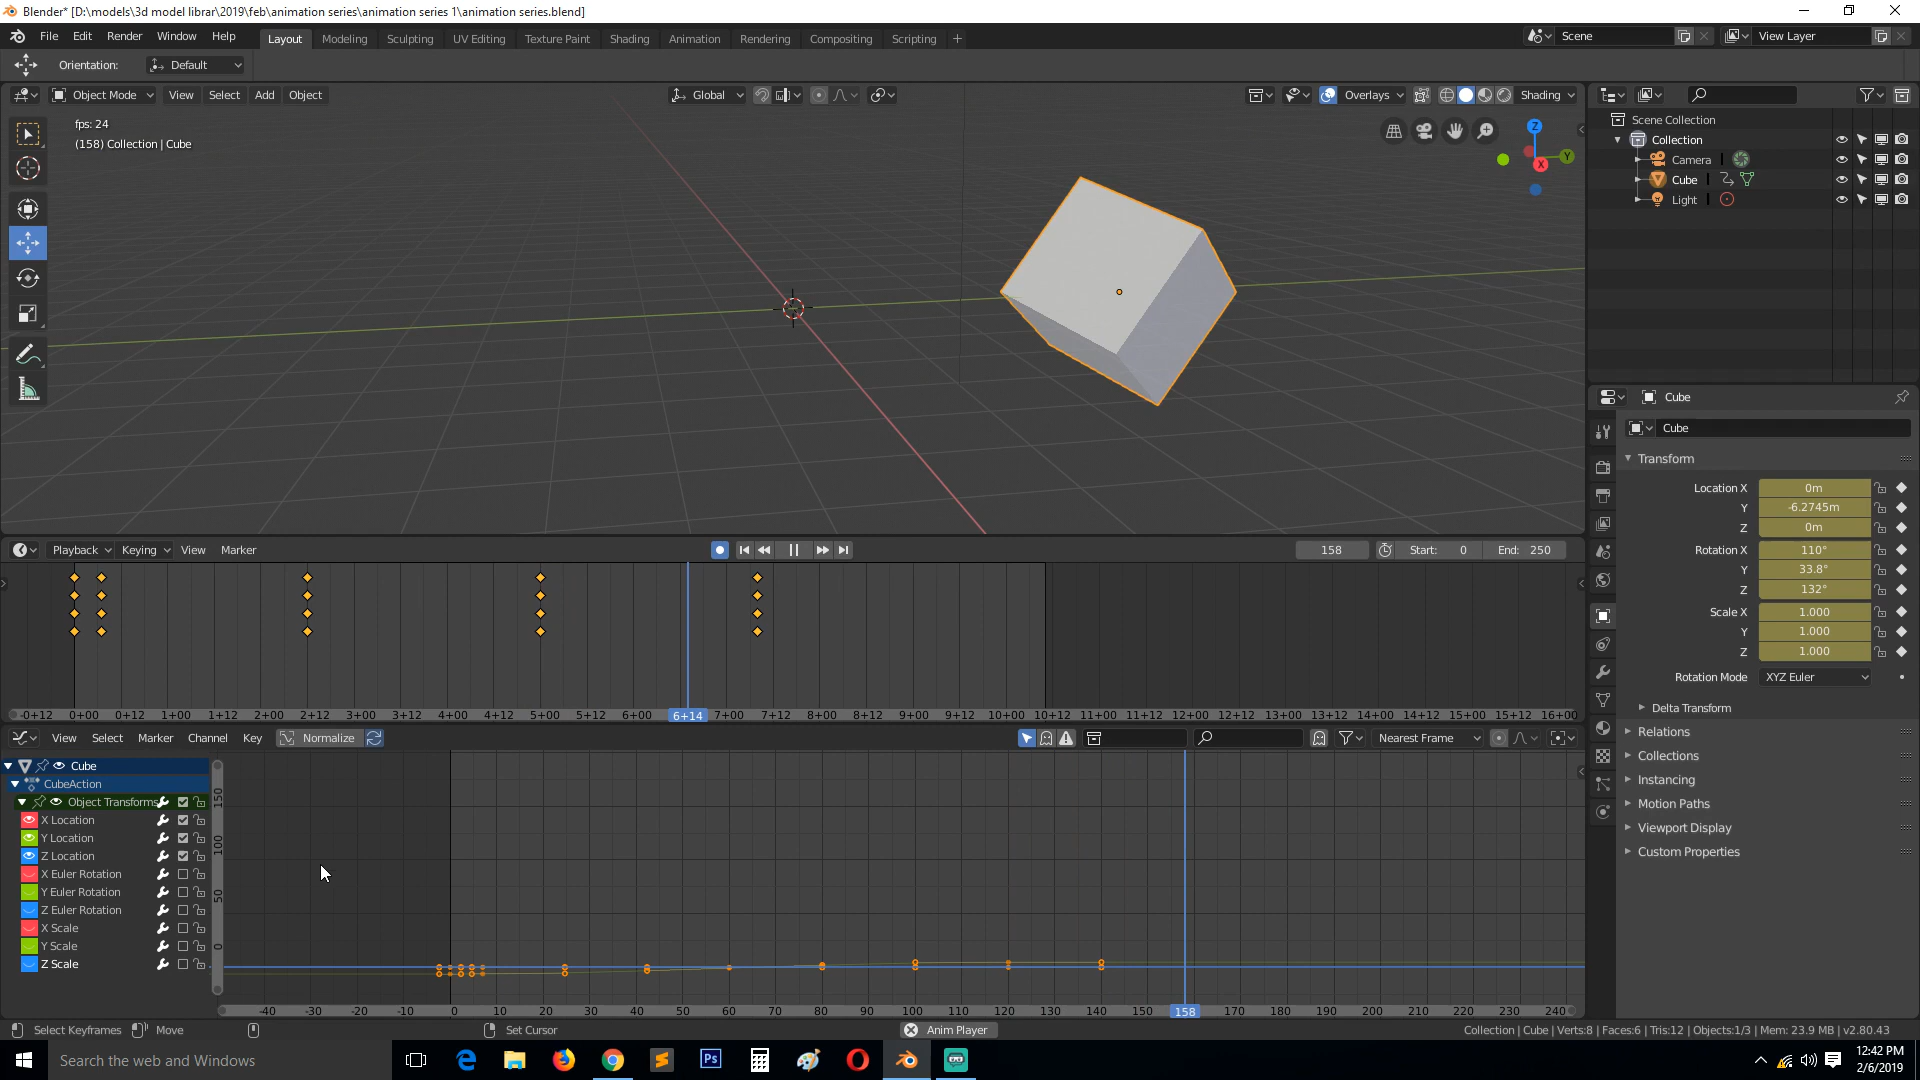 Blender* [D:\models\3d model librar\2019\feb\animation series\animation series 1\animation series.blend]
File Edit Render Window Help Layout Modeling Sculpting UV Editing Texture Paint Shading Animation Rendering Compositing Scripting + Scene View Layer
Orientation: Default
Object Mode View Select Add Object Global Overlays Shading
fps: 24
(158) Collection | Cube
Z
Y
X
Scene Collection
Collection
Camera
Cube
Light
Cube
Cube
Transform
Location X 0m
Y -6.2745m
Z 0m
Rotation X 110°
Y 33.8°
Z 132°
Scale X 1.000
Y 1.000
Z 1.000
Rotation Mode XYZ Euler
Delta Transform
Relations
Collections
Instancing
Motion Paths
Viewport Display
Custom Properties
Playback Keying View Marker 158 Start: 0 End: 250
-0+12 0+00 0+12 1+00 1+12 2+00 2+12 3+00 3+12 4+00 4+12 5+00 5+12 6+00 6+14 7+00 7+12 8+00 8+12 9+00 9+12 10+00 10+12 11+00 11+12 12+00 12+12 13+00 13+12 14+00 14+12 15+00 15+12 16+00
View Select Marker Channel Key Normalize Nearest Frame
Cube
CubeAction
Object Transforms
X Location
Y Location
Z Location
X Euler Rotation
Y Euler Rotation
Z Euler Rotation
X Scale
Y Scale
Z Scale
150
100
50
0
-40 -30 -20 -10 0 10 20 30 40 50 60 70 80 90 100 110 120 130 140 150 158 170 180 190 200 210 220 230 240
Select Keyframes Move Set Cursor Anim Player Collection | Cube | Verts:8 | Faces:6 | Tris:12 | Objects:1/3 | Mem: 23.9 MB | v2.80.43
Search the web and Windows
Ps
12:42 PM
2/6/2019